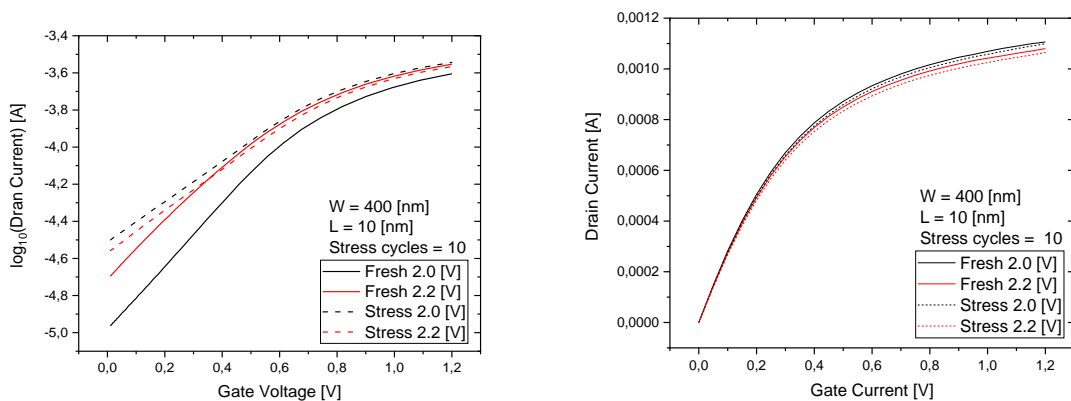 log10(Dran Current) [A]
-3,4
-3,6
-3,8
-4,0
-4,2
-4,4
-4,6
-4,8
-5,0
W = 400 [nm]
L = 10 [nm]
Stress cycles = 10
Fresh 2.0 [V]
Fresh 2.2 [V]
Stress 2.0 [V]
Stress 2.2 [V]
0,0 0,2 0,4 0,6 0,8 1,0 1,2
Gate Voltage [V]
Drain Current [A]
0,0012
0,0010
0,0008
0,0006
0,0004
0,0002
0,0000
W = 400 [nm]
L = 10 [nm]
Stress cycles = 10
Fresh 2.0 [V]
Fresh 2.2 [V]
Stress 2.0 [V]
Stress 2.2 [V]
0,0 0,2 0,4 0,6 0,8 1,0 1,2
Gate Current [V]